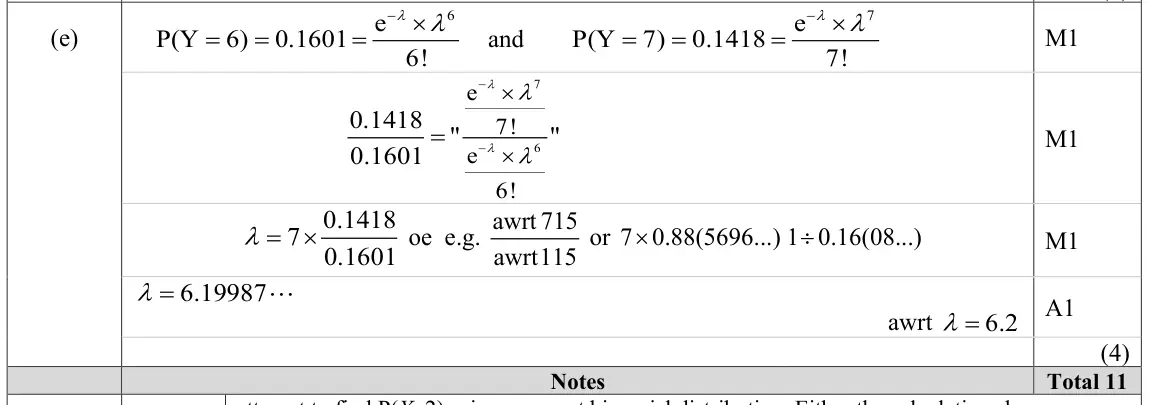 (e) P(Y = 6) = 0.1601 = e^{−λ} × λ^6 / 6! and P(Y = 7) = 0.1418 = e^{−λ} × λ^7 / 7! M1
0.1418 / 0.1601 = " (e^{−λ} × λ^7 / 7!) / (e^{−λ} × λ^6 / 6!) " M1
λ = 7 × 0.1418 / 0.1601 oe e.g. awrt 715 / awrt115 or 7 × 0.88(5696...) 1 ÷ 0.16(08...) M1
λ = 6.19987⋯
awrt λ = 6.2 A1
(4)
Notes Total 11